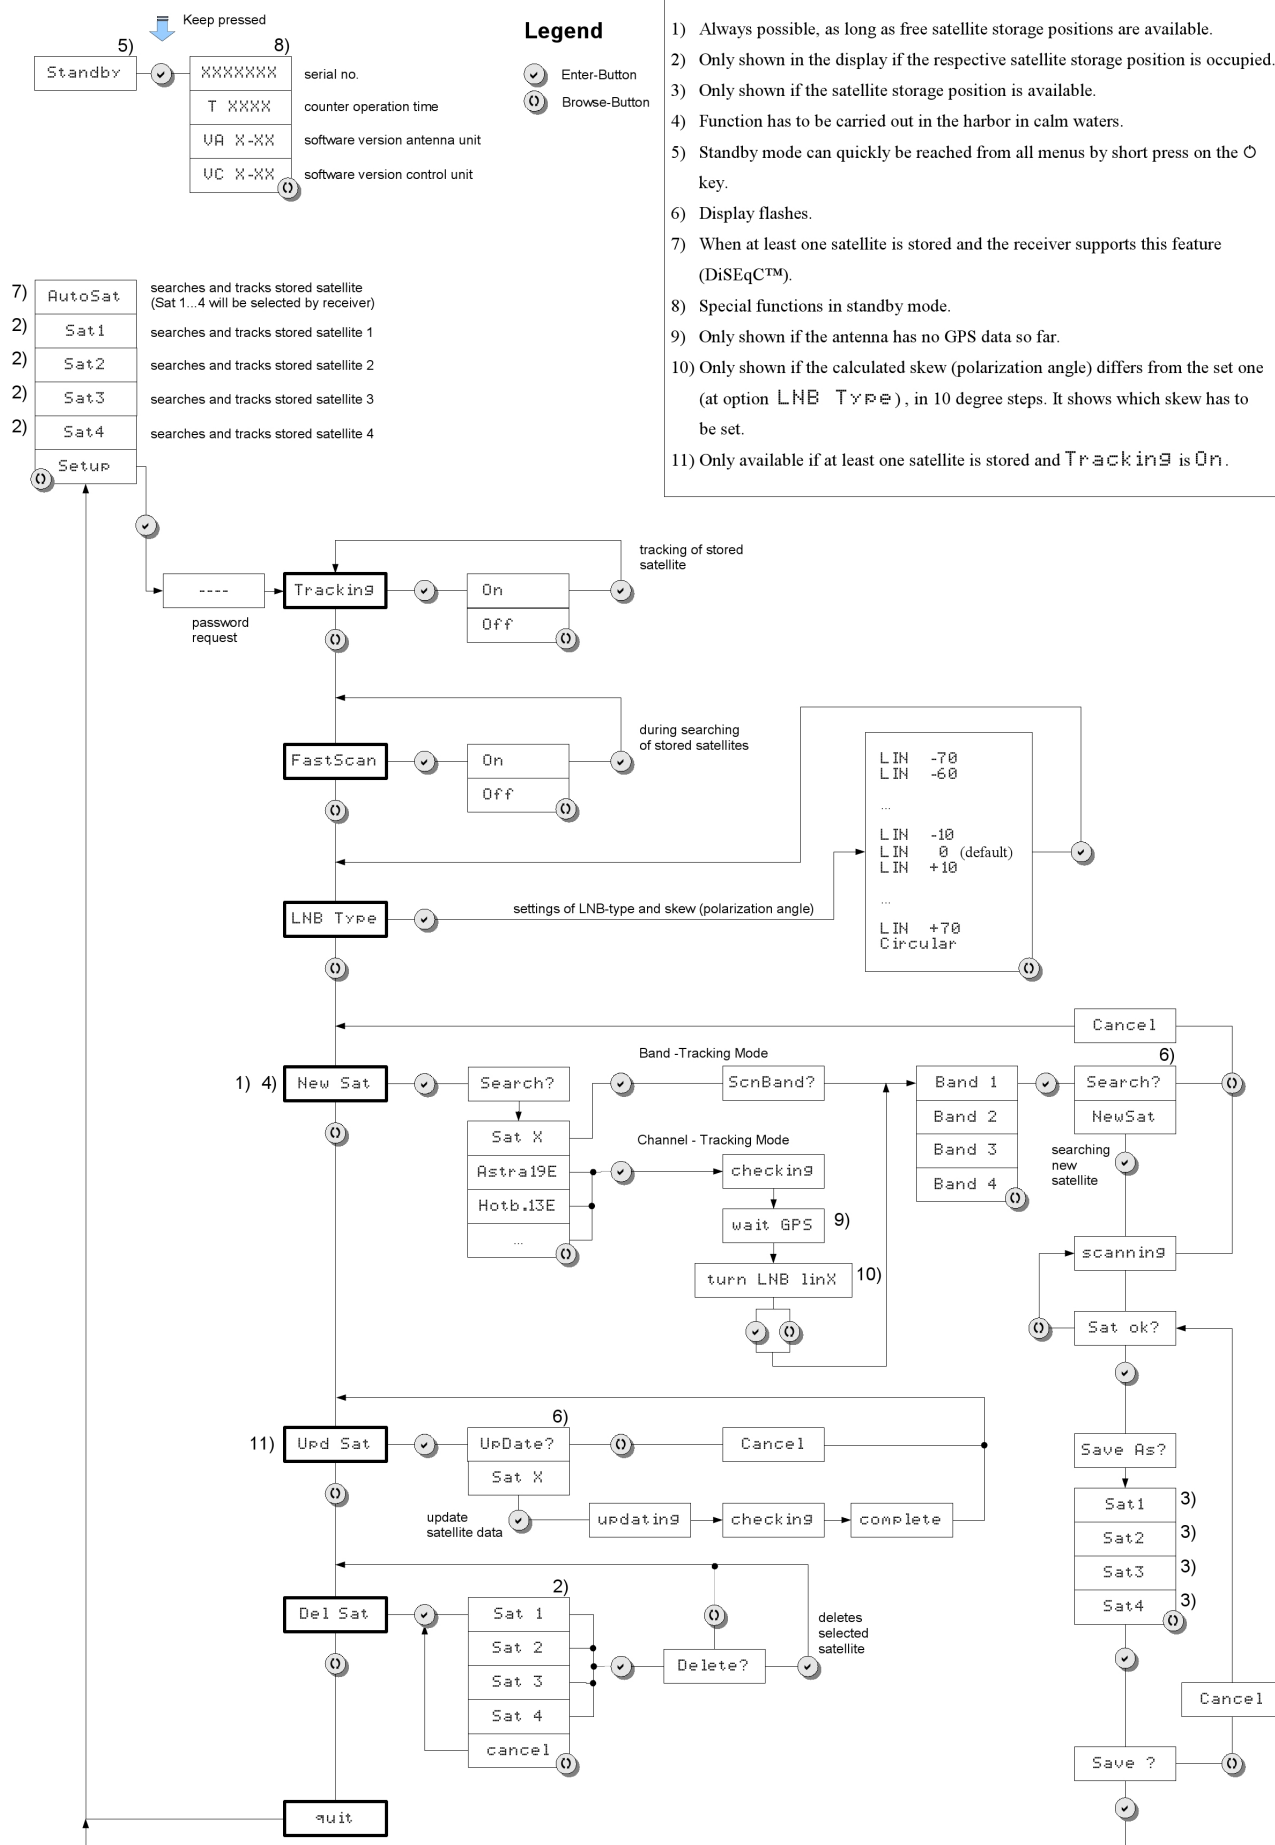 Keep pressed
5)
8)
Standby
XXXXXXX
serial no.
T XXXX
counter operation time
VA X-XX
software version antenna unit
VC X-XX
software version control unit
Legend
Enter-Button
Browse-Button
1) Always possible, as long as free satellite storage positions are available.
2) Only shown in the display if the respective satellite storage position is occupied.
3) Only shown if the satellite storage position is available.
4) Function has to be carried out in the harbor in calm waters.
5) Standby mode can quickly be reached from all menus by short press on the
key.
6) Display flashes.
7) When at least one satellite is stored and the receiver supports this feature
(DiSEqC™).
8) Special functions in standby mode.
9) Only shown if the antenna has no GPS data so far.
10) Only shown if the calculated skew (polarization angle) differs from the set one
(at option LNB Type), in 10 degree steps. It shows which skew has to
be set.
11) Only available if at least one satellite is stored and Tracking is On.
7) AutoSat
searches and tracks stored satellite
(Sat 1...4 will be selected by receiver)
2) Sat1
searches and tracks stored satellite 1
2) Sat2
searches and tracks stored satellite 2
2) Sat3
searches and tracks stored satellite 3
2) Sat4
searches and tracks stored satellite 4
Setup
----
password
request
Tracking
On
Off
tracking of stored
satellite
FastScan
On
Off
during searching
of stored satellites
LNB Type
settings of LNB-type and skew (polarization angle)
LIN -70
LIN -60
...
LIN -10
LIN 0 (default)
LIN +10
...
LIN +70
Circular
Cancel
1) 4) New Sat
Search?
Sat X
Astra19E
Hotb.13E
...
Band -Tracking Mode
ScnBand?
Channel - Tracking Mode
checking
wait GPS 9)
turn LNB linX 10)
Band 1
Band 2
Band 3
Band 4
6)
Search?
NewSat
searching
new
satellite
scanning
Sat ok?
Save As?
Sat1 3)
Sat2 3)
Sat3 3)
Sat4 3)
Cancel
Save ?
11) Upd Sat
6)
UpDate?
Sat X
Cancel
update
satellite data
updating
checking
complete
Del Sat
2)
Sat 1
Sat 2
Sat 3
Sat 4
cancel
Delete?
deletes
selected
satellite
quit